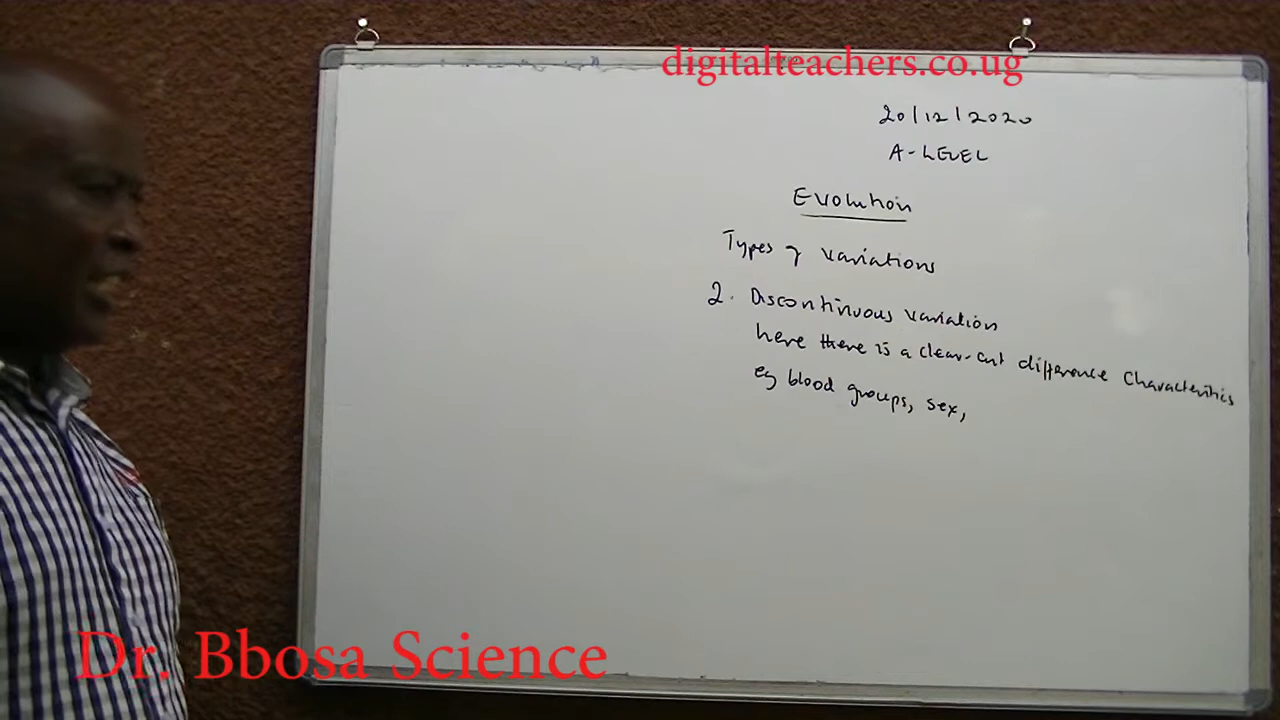 digitalteachers.co.ug
20/12/2020
A-LEVEL
Evolution
Types of variations
2. Discontinuous variation
here there is a clear-cut difference characteristics
eg blood groups, sex,
Dr. Bbosa Science